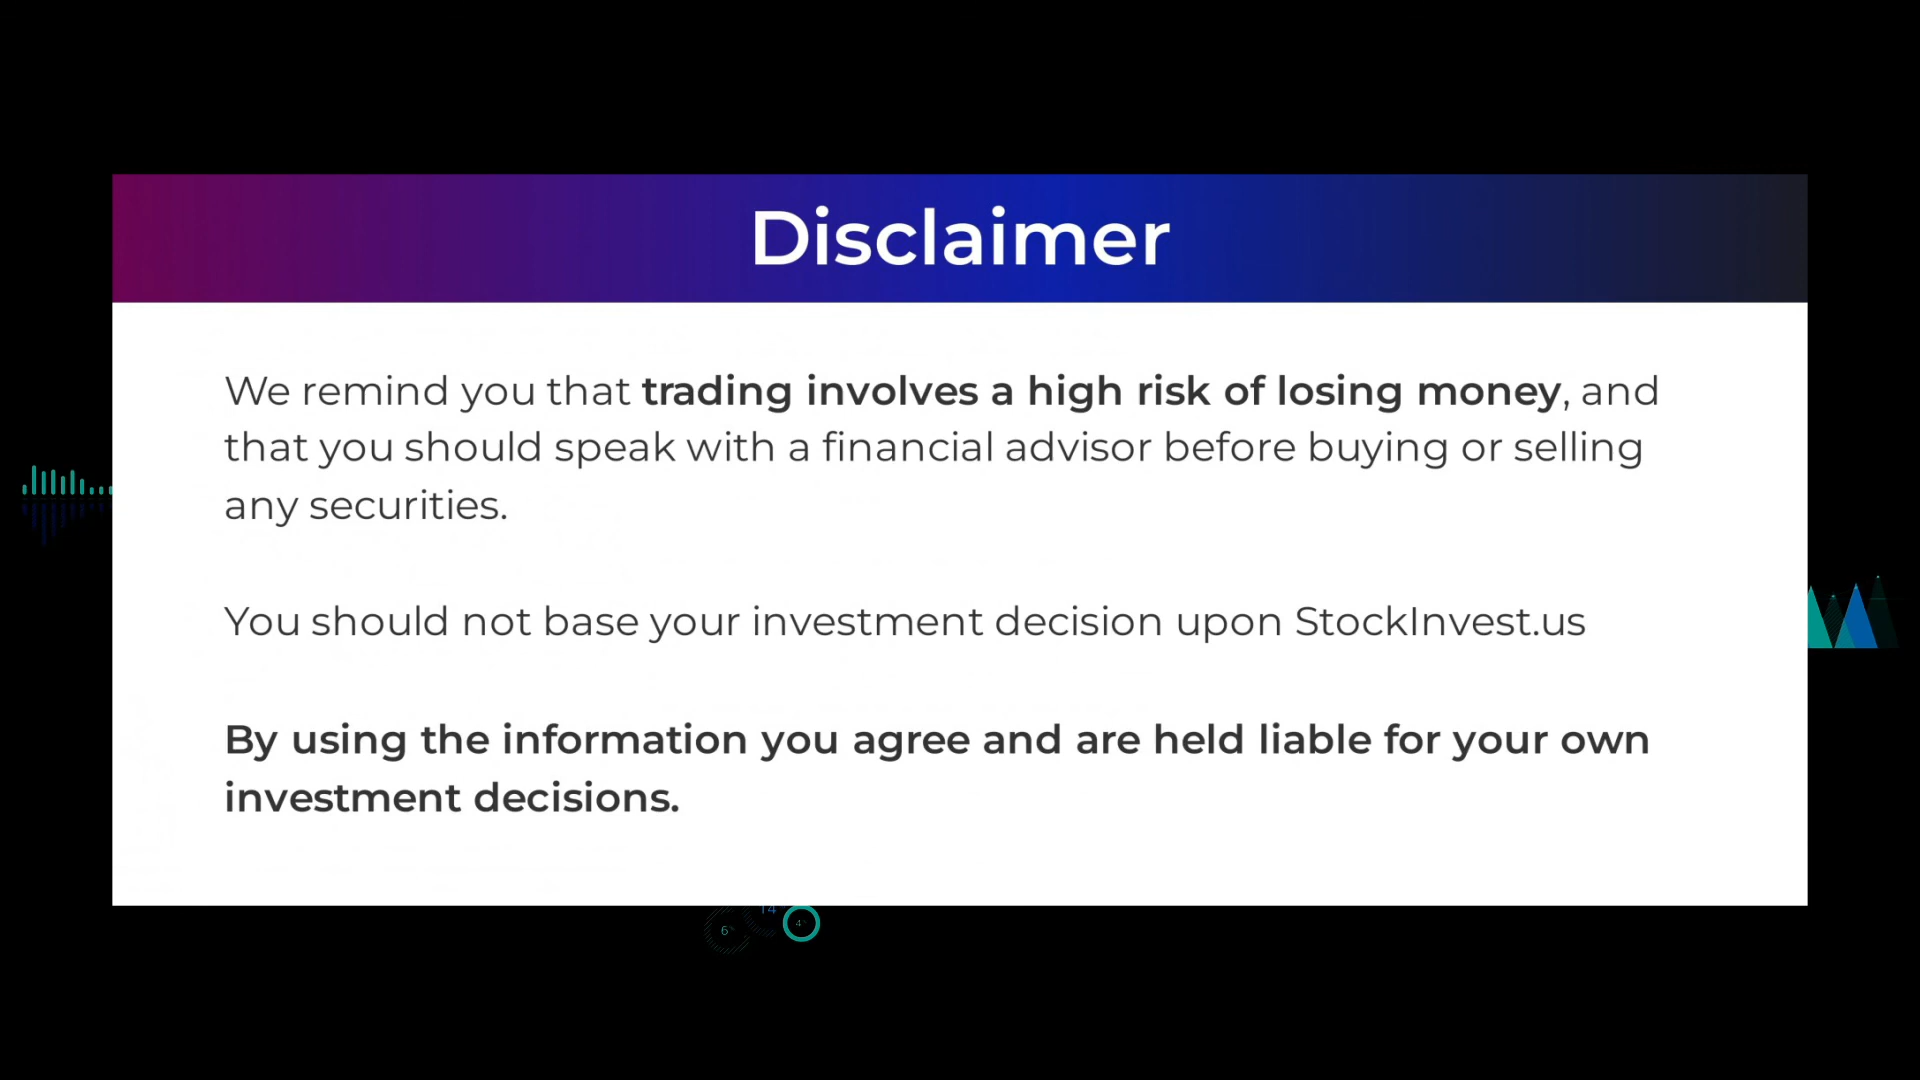 Disclaimer
We remind you that trading involves a high risk of losing money, and
that you should speak with a financial advisor before buying or selling
any securities.
You should not base your investment decision upon StockInvest.us
By using the information you agree and are held liable for your own
investment decisions.